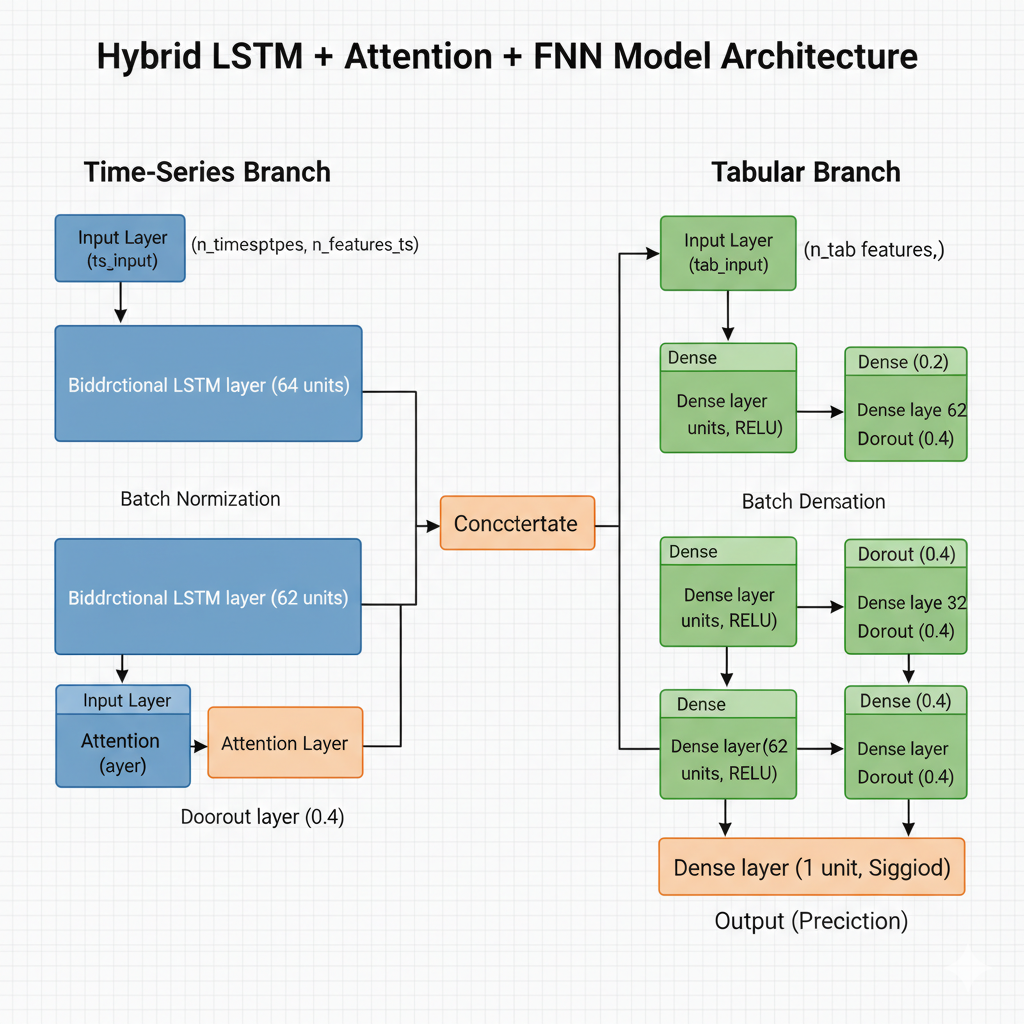 Hybrid LSTM + Attention + FNN Model Architecture
Time-Series Branch
Input Layer
(ts_input)
(n_timesptpes, n_features_ts)
Biddrctional LSTM layer (64 units)
Batch Normization
Biddrctional LSTM layer (62 units)
Input Layer
Attention
(ayer)
Attention Layer
Doorout layer (0.4)
Concctertate
Tabular Branch
Input Layer
(tab_input)
(n_tab features,)
Dense
Dense layer
units, RELU)
Dense (0.2)
Dense laye 62
Dorout (0.4)
Batch Densation
Dense
Dense layer
units, RELU)
Dorout (0.4)
Dense laye 32
Dorout (0.4)
Dense
Dense layer(62
units, RELU)
Dense (0.4)
Dense layer
Dorout (0.4)
Dense layer (1 unit, Siggiod)
Output (Preciction)